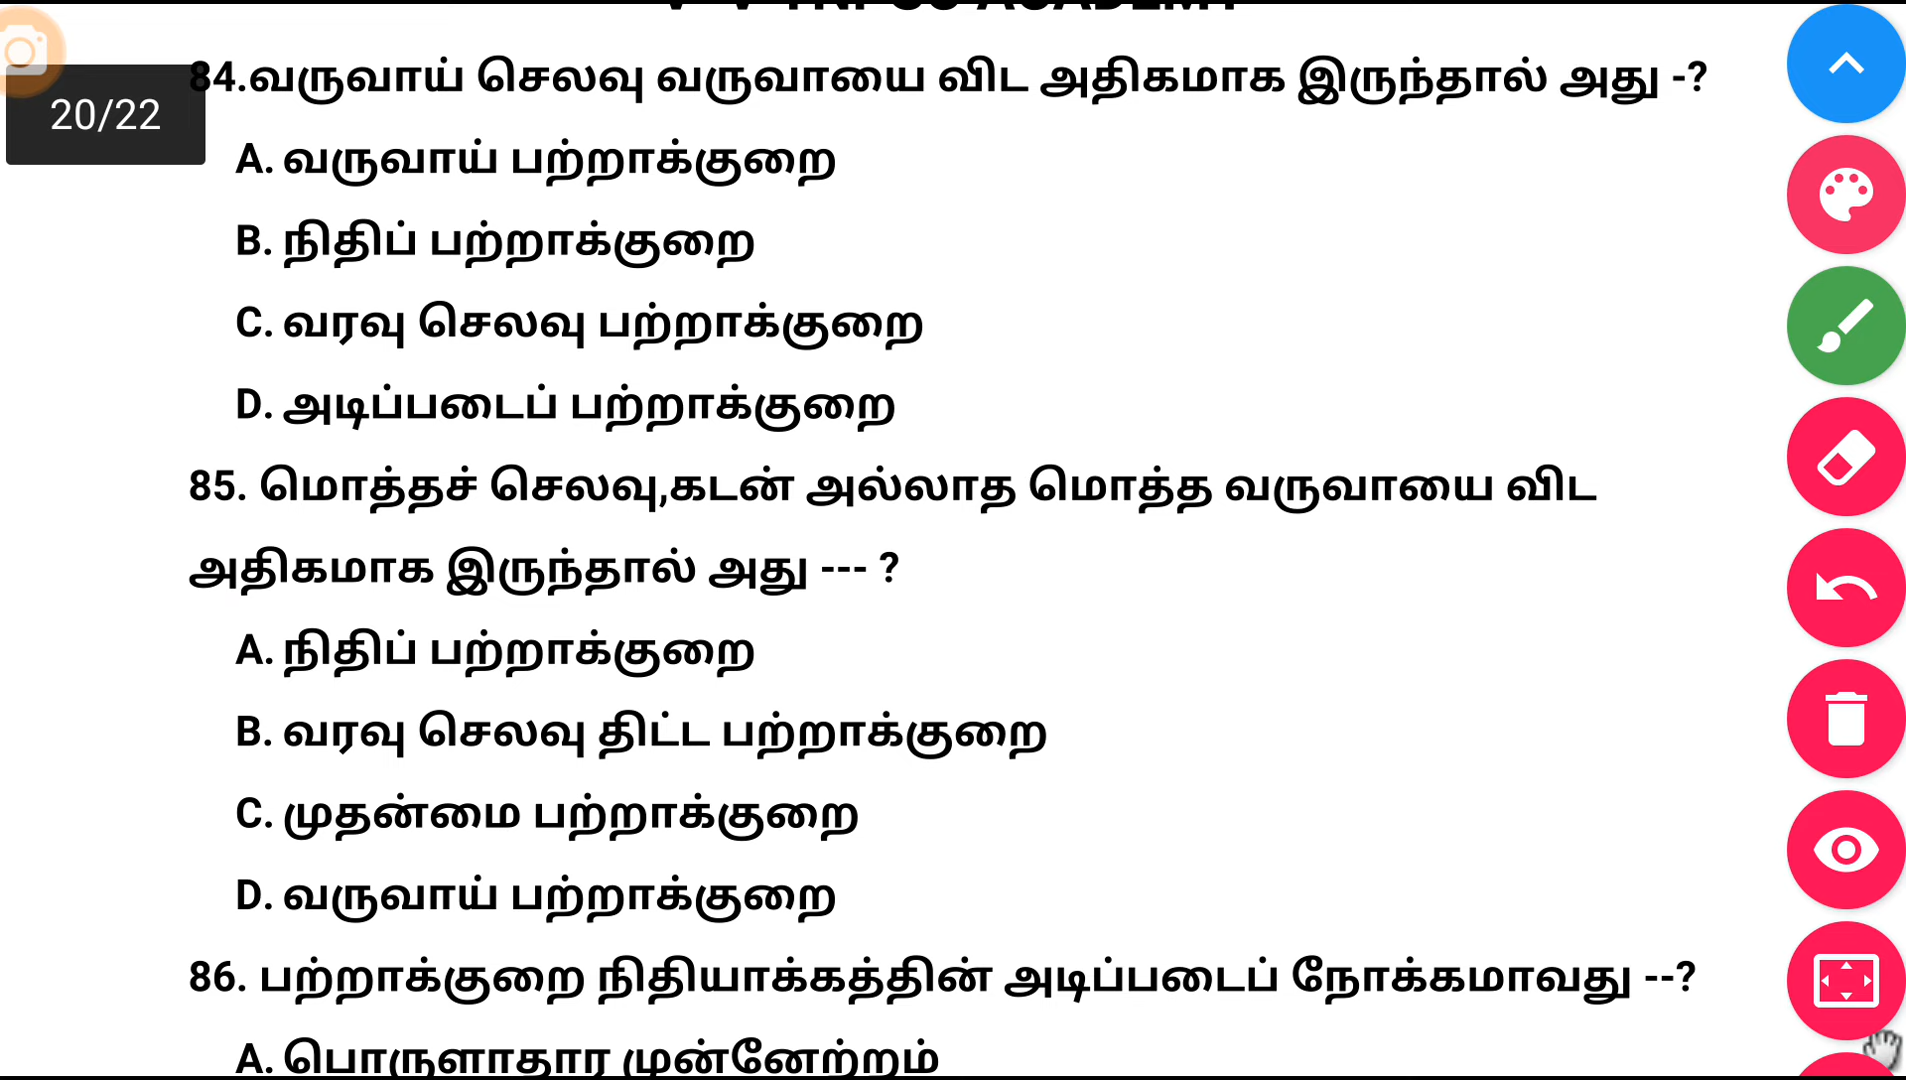 84.வருவாய் செலவு வருவாயை விட அதிகமாக இருந்தால் அது -?
20/22
A. வருவாய் பற்றாக்குறை
B. நிதிப் பற்றாக்குறை
C. வரவு செலவு பற்றாக்குறை
D. அடிப்படைப் பற்றாக்குறை
85. மொத்தச் செலவு,கடன் அல்லாத மொத்த வருவாயை விட
அதிகமாக இருந்தால் அது --- ?
A. நிதிப் பற்றாக்குறை
B. வரவு செலவு திட்ட பற்றாக்குறை
C. முதன்மை பற்றாக்குறை
D. வருவாய் பற்றாக்குறை
86. பற்றாக்குறை நிதியாக்கத்தின் அடிப்படைப் நோக்கமாவது --?
A. பொருளாதார முன்னேற்றம்